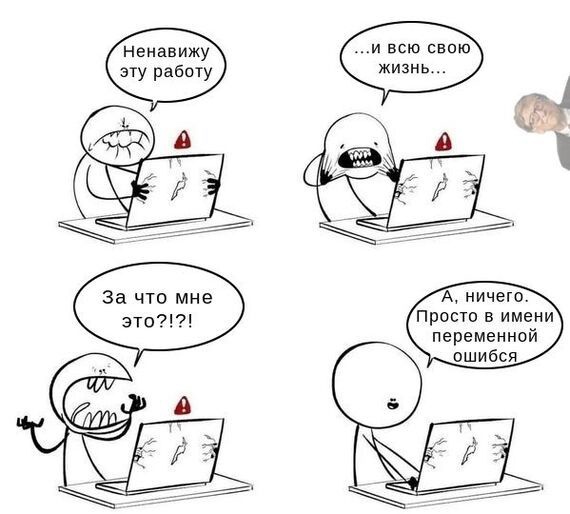 Ненавижу
эту работу
...и всю свою
жизнь...
За что мне
это?!?!
А, ничего.
Просто в имени
переменной
ошибся